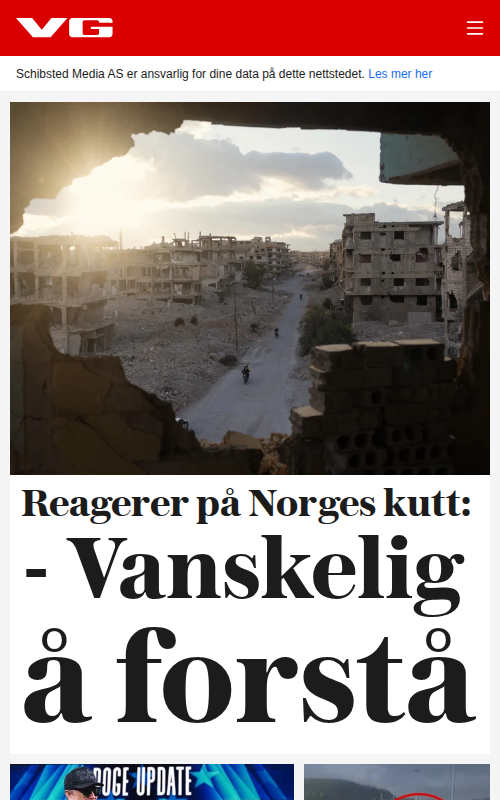 VG
Schibsted Media AS er ansvarlig for dine data på dette nettstedet. Les mer her
Reagerer på Norges kutt:
- Vanskelig
å forstå
DOGE UPDATE